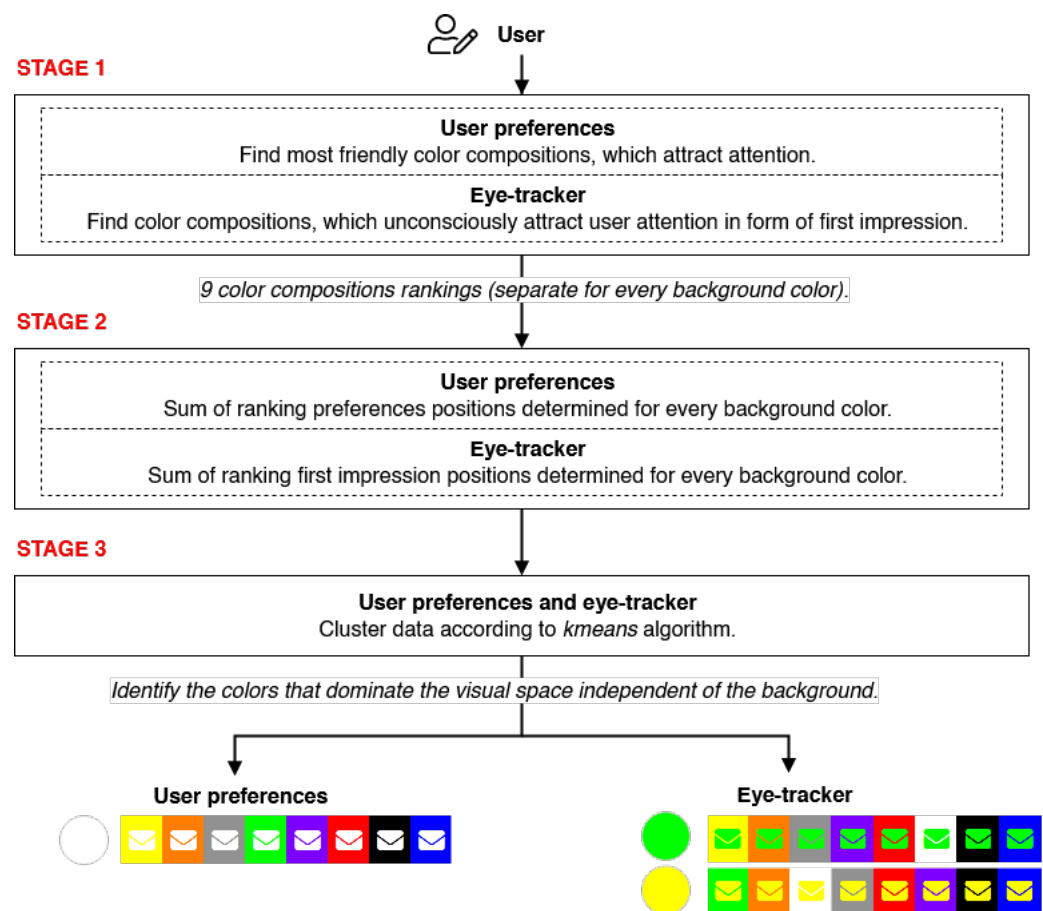 User
STAGE 1
User preferences
Find most friendly color compositions, which attract attention.
Eye-tracker
Find color compositions, which unconsciously attract user attention in form of first impression.
9 color compositions rankings (separate for every background color).
STAGE 2
User preferences
Sum of ranking preferences positions determined for every background color.
Eye-tracker
Sum of ranking first impression positions determined for every background color.
STAGE 3
User preferences and eye-tracker
Cluster data according to kmeans algorithm.
Identify the colors that dominate the visual space independent of the background.
User preferences
Eye-tracker